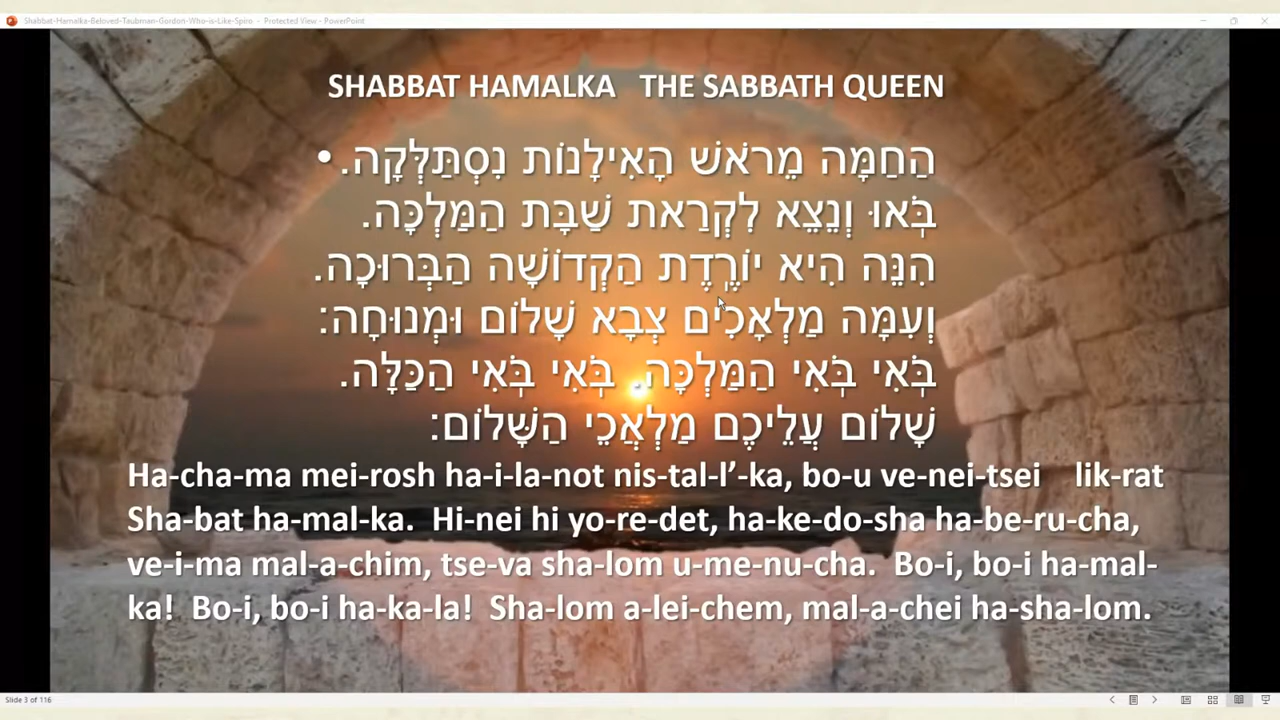 Shabbat-Hamalka-Beloved-Taubman-Gordon-Who-is-Like-Spiro - Protected View - PowerPoint
SHABBAT HAMALKA THE SABBATH QUEEN
• הַחַמָּה מֵרֹאשׁ הָאִילָנוֹת נִסְתַּלְּקָה.
בֹּאוּ וְנֵצֵא לִקְרַאת שַׁבָּת הַמַּלְכָּה.
הִנֵּה הִיא יוֹרֶֽדֶת הַקְּדוֹשָׁה הַבְּרוּכָה.
וְעִמָּהּ מַלְאָכִים צְבָא שָׁלוֹם וּמְנוּחָה:
בֹּֽאִי בֹּֽאִי הַמַּלְכָּה. בֹּֽאִי בֹּֽאִי הַכַּלָּה.
שָׁלוֹם עֲלֵיכֶם מַלְאֲכֵי הַשָּׁלוֹם:
Ha-cha-ma mei-rosh ha-i-la-not nis-tal-l’-ka, bo-u ve-nei-tsei lik-rat
Sha-bat ha-mal-ka. Hi-nei hi yo-re-det, ha-ke-do-sha ha-be-ru-cha,
ve-i-ma mal-a-chim, tse-va sha-lom u-me-nu-cha. Bo-i, bo-i ha-mal-
ka! Bo-i, bo-i ha-ka-la! Sha-lom a-lei-chem, mal-a-chei ha-sha-lom.
Slide 3 of 116